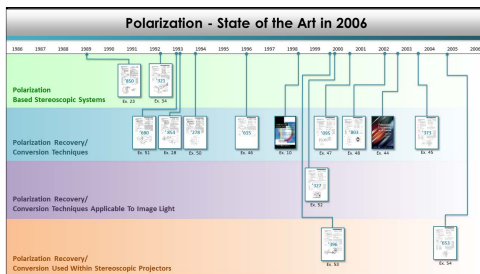 Polarization - State of the Art in 2006
1986 1987 1988 1989 1990 1991 1992 1993 1994 1995 1996 1997 1998 1999 2000 2001 2002 2003 2004 2005 2006
Polarization
Based Stereoscopic Systems
Ex. 23 Ex. 34
Polarization Recovery/
Conversion Techniques
Ex. 51 Ex. 28 Ex. 50 Ex. 46 Ex. 10 Ex. 47 Ex. 48 Ex. 44 Ex. 45
Polarization Recovery/
Conversion Techniques Applicable To Image Light
'327
Ex. 52
Polarization Recovery/
Conversion Used Within Stereoscopic Projectors
Ex. 53 Ex. 54